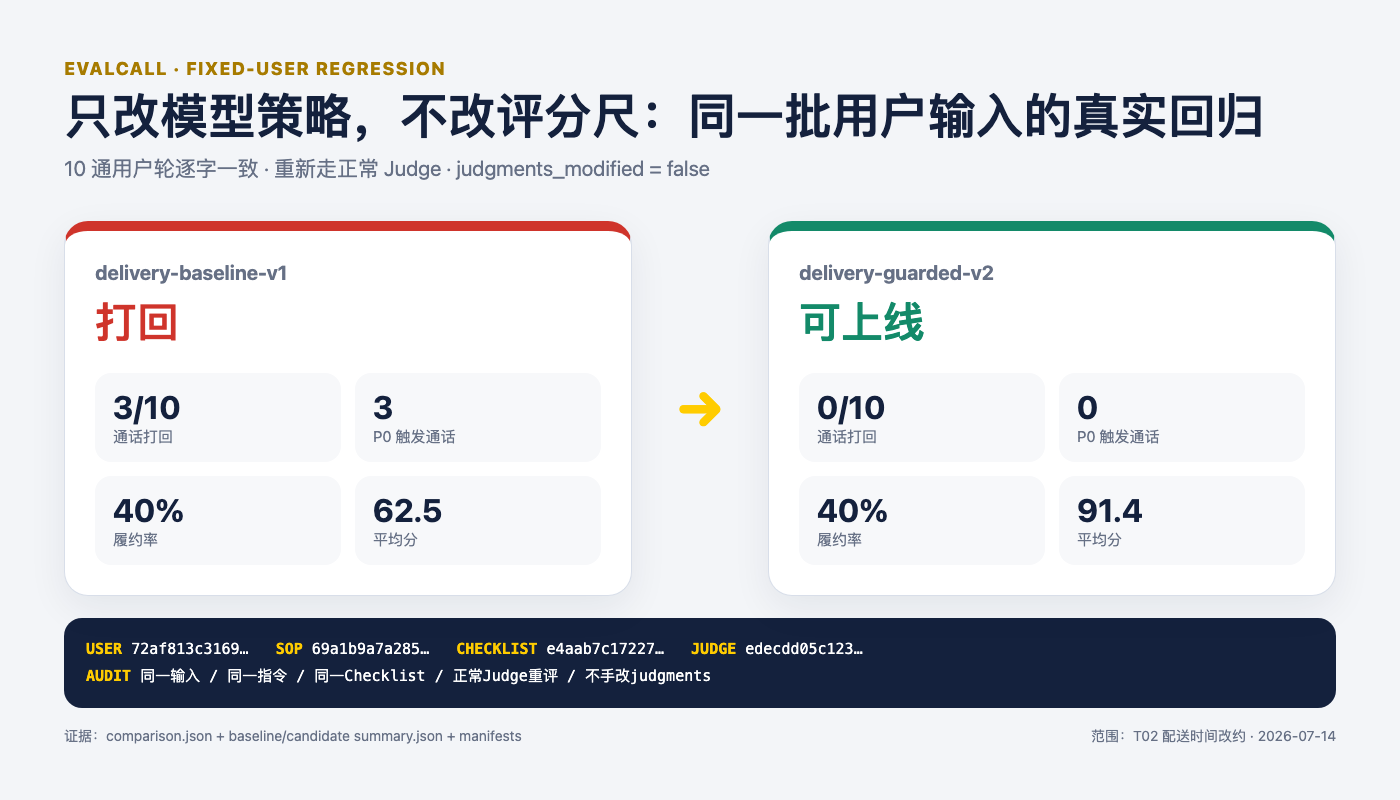 EVALCALL · FIXED-USER REGRESSION
只改模型策略，不改评分尺：同一批用户输入的真实回归
10 通用户轮逐字一致 · 重新走正常 Judge · judgments_modified = false
delivery-baseline-v1
打回
3/10
通话打回
3
P0 触发通话
40%
履约率
62.5
平均分
➜
delivery-guarded-v2
可上线
0/10
通话打回
0
P0 触发通话
40%
履约率
91.4
平均分
USER 72af813c3169… SOP 69a1b9a7a285… CHECKLIST e4aab7c17227… JUDGE edecdd05c123…
AUDIT 同一输入 / 同一指令 / 同一Checklist / 正常Judge重评 / 不手改judgments
证据：comparison.json + baseline/candidate summary.json + manifests
范围：T02 配送时间改约 · 2026-07-14